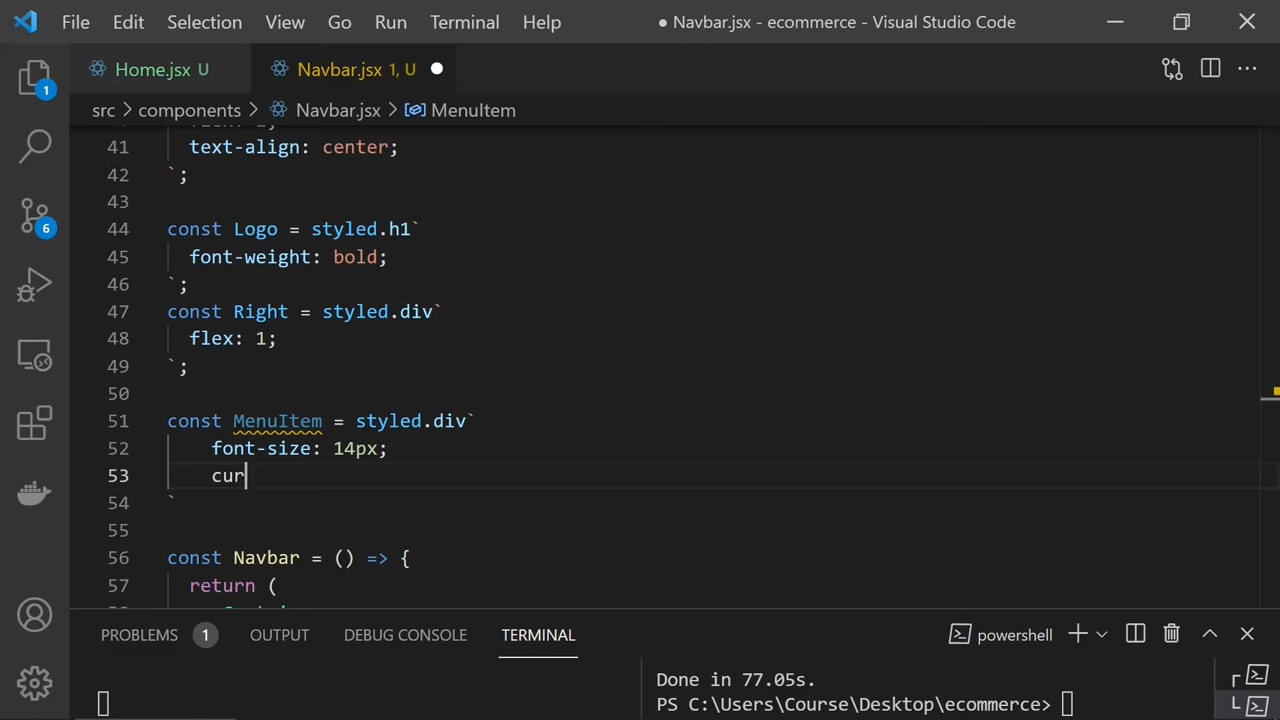 File Edit Selection View Go Run Terminal Help ● Navbar.jsx - ecommerce - Visual Studio Code
Home.jsx U Navbar.jsx 1, U
src > components > Navbar.jsx > MenuItem
1
6
41 text-align: center;
42 `;
43
44 const Logo = styled.h1`
45 font-weight: bold;
46 `;
47 const Right = styled.div`
48 flex: 1;
49 `;
50
51 const MenuItem = styled.div`
52 font-size: 14px;
53 cur
54 `
55
56 const Navbar = () => {
57 return (
PROBLEMS 1 OUTPUT DEBUG CONSOLE TERMINAL powershell
Done in 77.05s.
PS C:\Users\Course\Desktop\ecommerce>